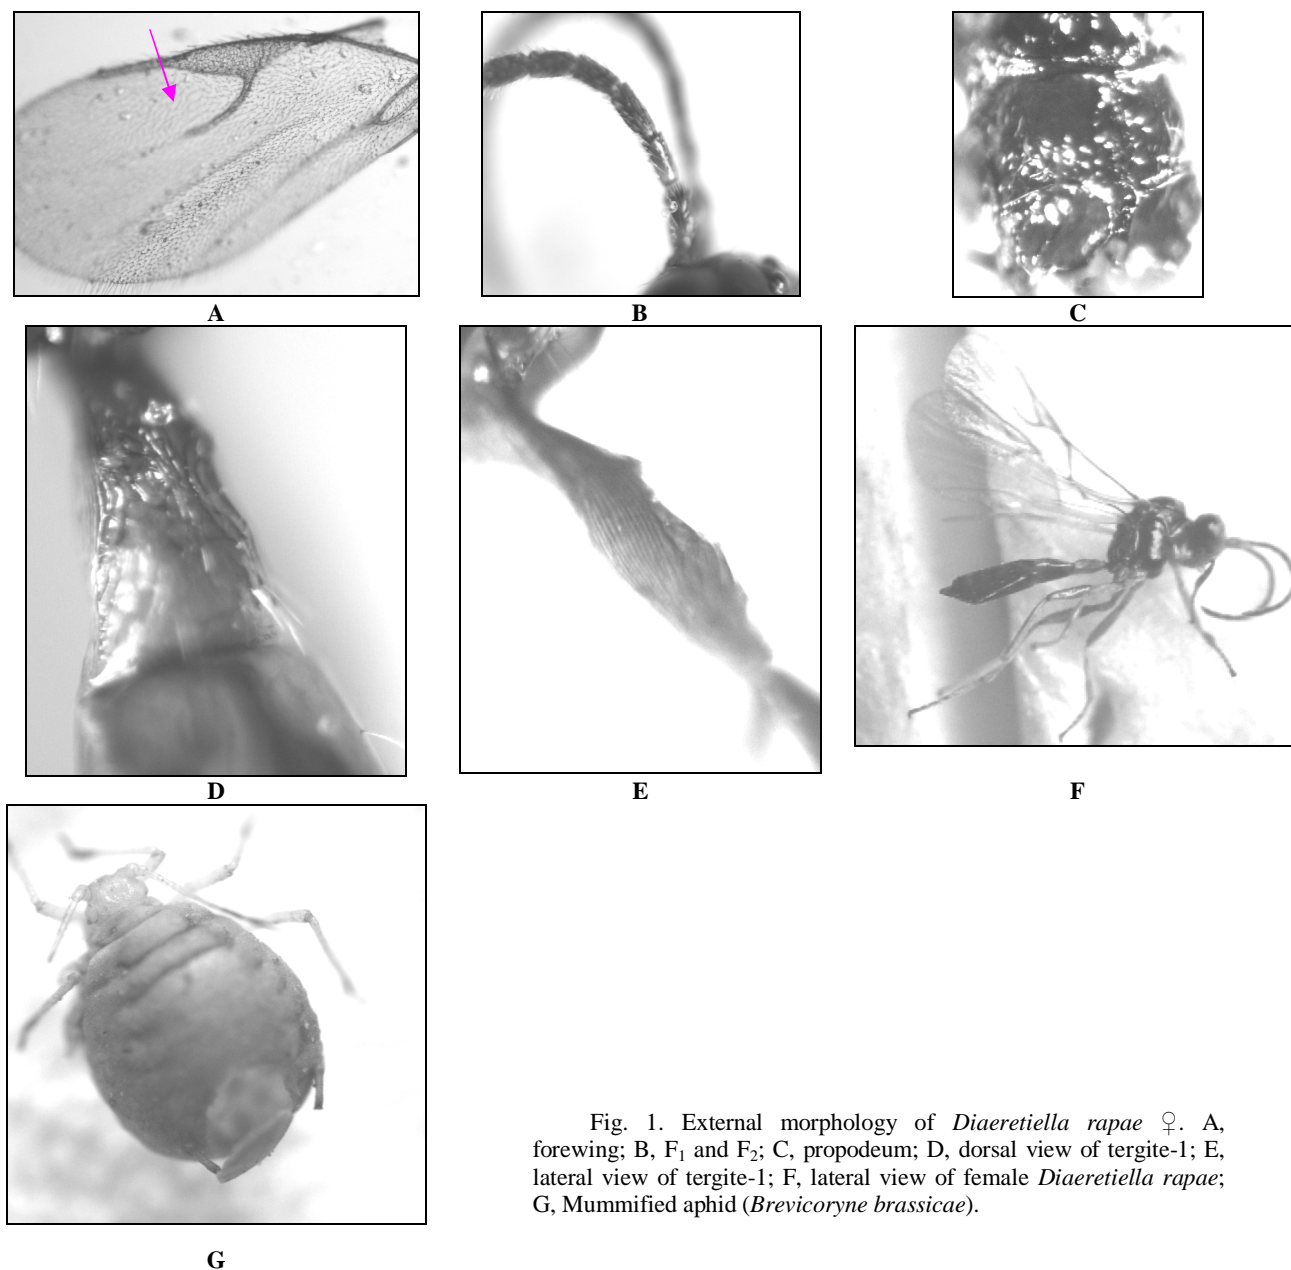 A
B
C
D
E
F
G
Fig. 1. External morphology of Diaeretiella rapae ♀. A,
forewing; B, F1 and F2; C, propodeum; D, dorsal view of tergite-1; E,
lateral view of tergite-1; F, lateral view of female Diaeretiella rapae;
G, Mummified aphid (Brevicoryne brassicae).